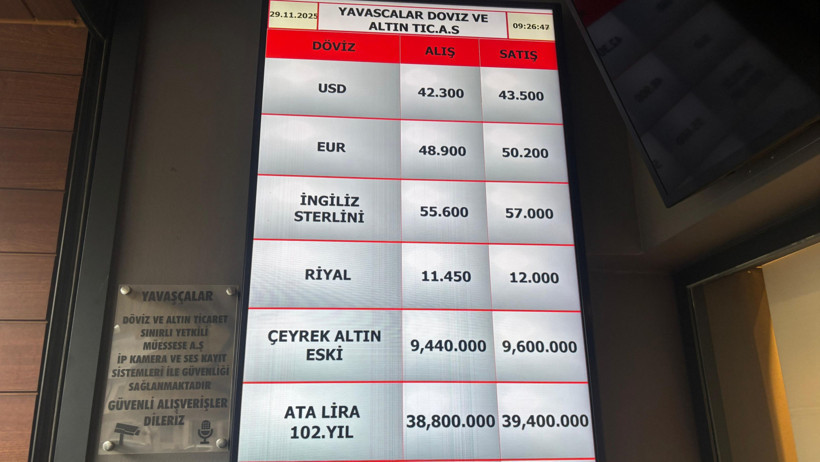 29.11.2025
YAVASCALAR DOVIZ VE
ALTIN TIC.A.S
09:26:47
DÖVİZ ALIŞ SATIŞ
USD 42.300 43.500
EUR 48.900 50.200
İNGİLİZ
STERLİNİ
55.600 57.000
RİYAL 11.450 12.000
ÇEYREK ALTIN
ESKİ
9,440.000 9,600.000
ATA LİRA
102.YIL
38,800.000 39,400.000
YAVAŞÇALAR
DÖVİZ VE ALTIN TİCARET
SINIRLI YETKİLİ
MÜESSESE A.Ş
İP KAMERA VE SES KAYIT
SİSTEMLERİ İLE GÜVENLİĞİ
SAĞLANMAKTADIR
GÜVENLİ ALIŞVERİŞLER
DİLERİZ